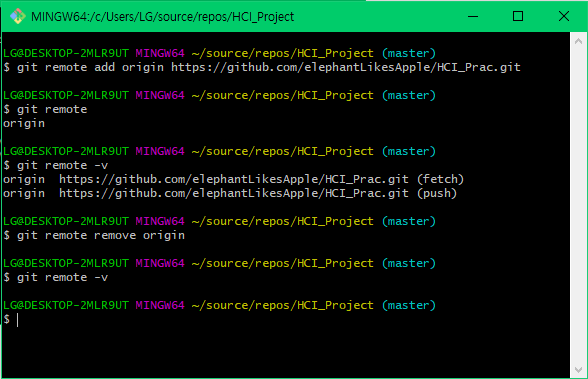 MINGW64:/c/Users/LG/source/repos/HCI_Project
LG@DESKTOP-2MLR9UT MINGW64 ~/source/repos/HCI_Project (master)
$ git remote add origin https://github.com/elephantLikesApple/HCI_Prac.git
LG@DESKTOP-2MLR9UT MINGW64 ~/source/repos/HCI_Project (master)
$ git remote
origin
LG@DESKTOP-2MLR9UT MINGW64 ~/source/repos/HCI_Project (master)
$ git remote -v
origin  https://github.com/elephantLikesApple/HCI_Prac.git (fetch)
origin  https://github.com/elephantLikesApple/HCI_Prac.git (push)
LG@DESKTOP-2MLR9UT MINGW64 ~/source/repos/HCI_Project (master)
$ git remote remove origin
LG@DESKTOP-2MLR9UT MINGW64 ~/source/repos/HCI_Project (master)
$ git remote -v
LG@DESKTOP-2MLR9UT MINGW64 ~/source/repos/HCI_Project (master)
$